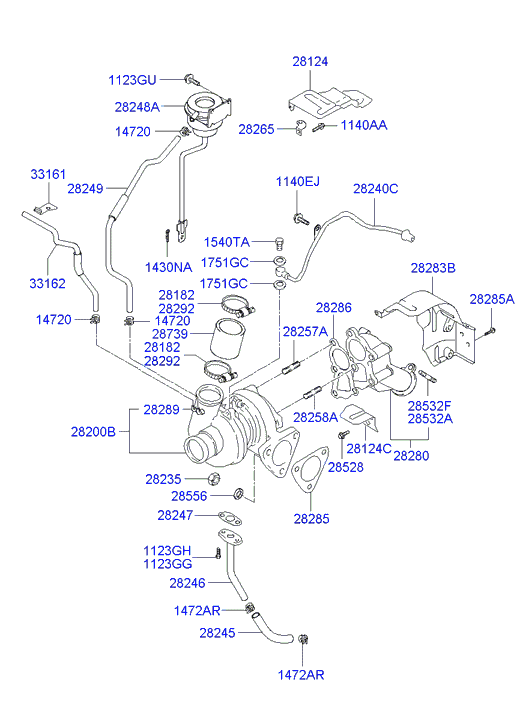 28124
1123GU
28248A
28265
1140AA
14720
33161
28249
1140EJ
28240C
1540TA
1751GC
1430NA
28283B
33162
1751GC
28182
28292
28285A
28286
14720
14720
28257A
28739
28182
28292
28532F
28532A
28289
28258A
28200B
28124C
28280
28528
28235
28556
28247
28285
1123GH
1123GG
28246
1472AR
28245
1472AR